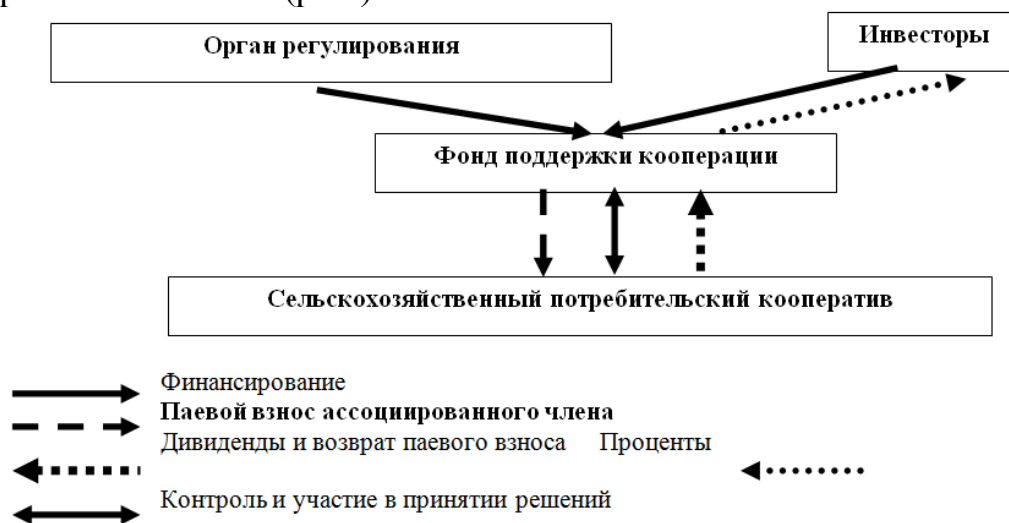 Орган регулирования
Инвесторы
Фонд поддержки кооперации
Сельскохозяйственный потребительский кооператив
Финансирование
Паевой взнос ассоциированного члена
Дивиденды и возврат паевого взноса Проценты
Контроль и участие в принятии решений